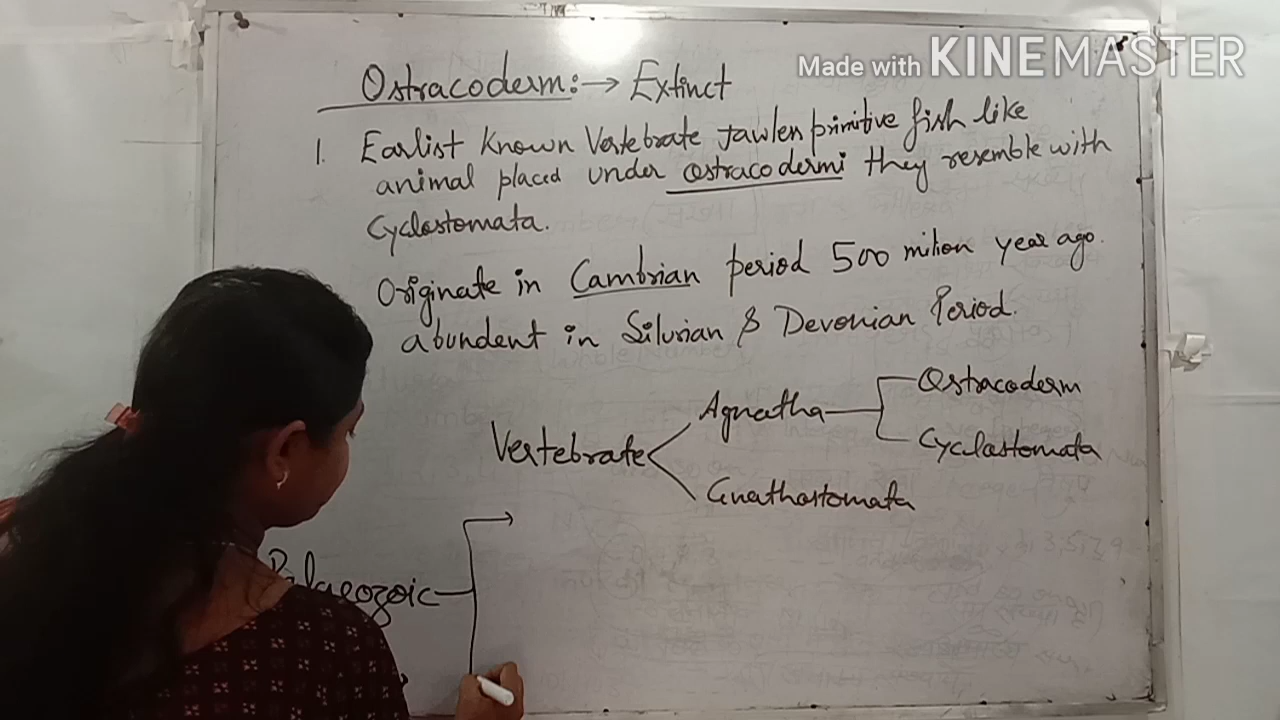 Made with KINEMASTER
Ostracoderm :→ Extinct
1. Earlist Known Vertebrate Jawlen primitive fish like
animal placed under ostracodermi they resemble with
Cyclostomata.
Originate in Cambrian period 500 milion year ago.
abundent in Silurian & Devonian Period.
Vertebrate
Agnatha
Ostracoderm
Cyclostomata
Gnathostomata
Palaeozoic